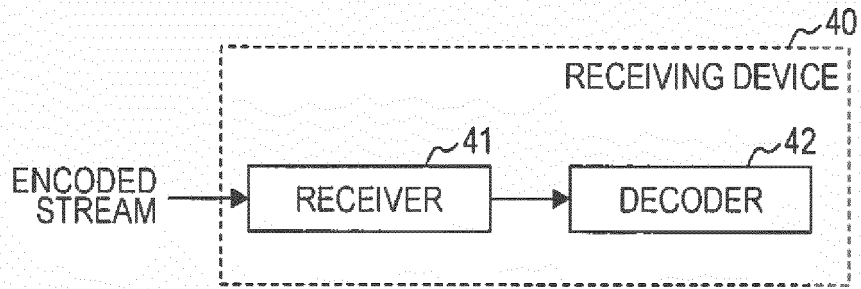 40
RECEIVING DEVICE
41
42
ENCODED
STREAM
RECEIVER
DECODER